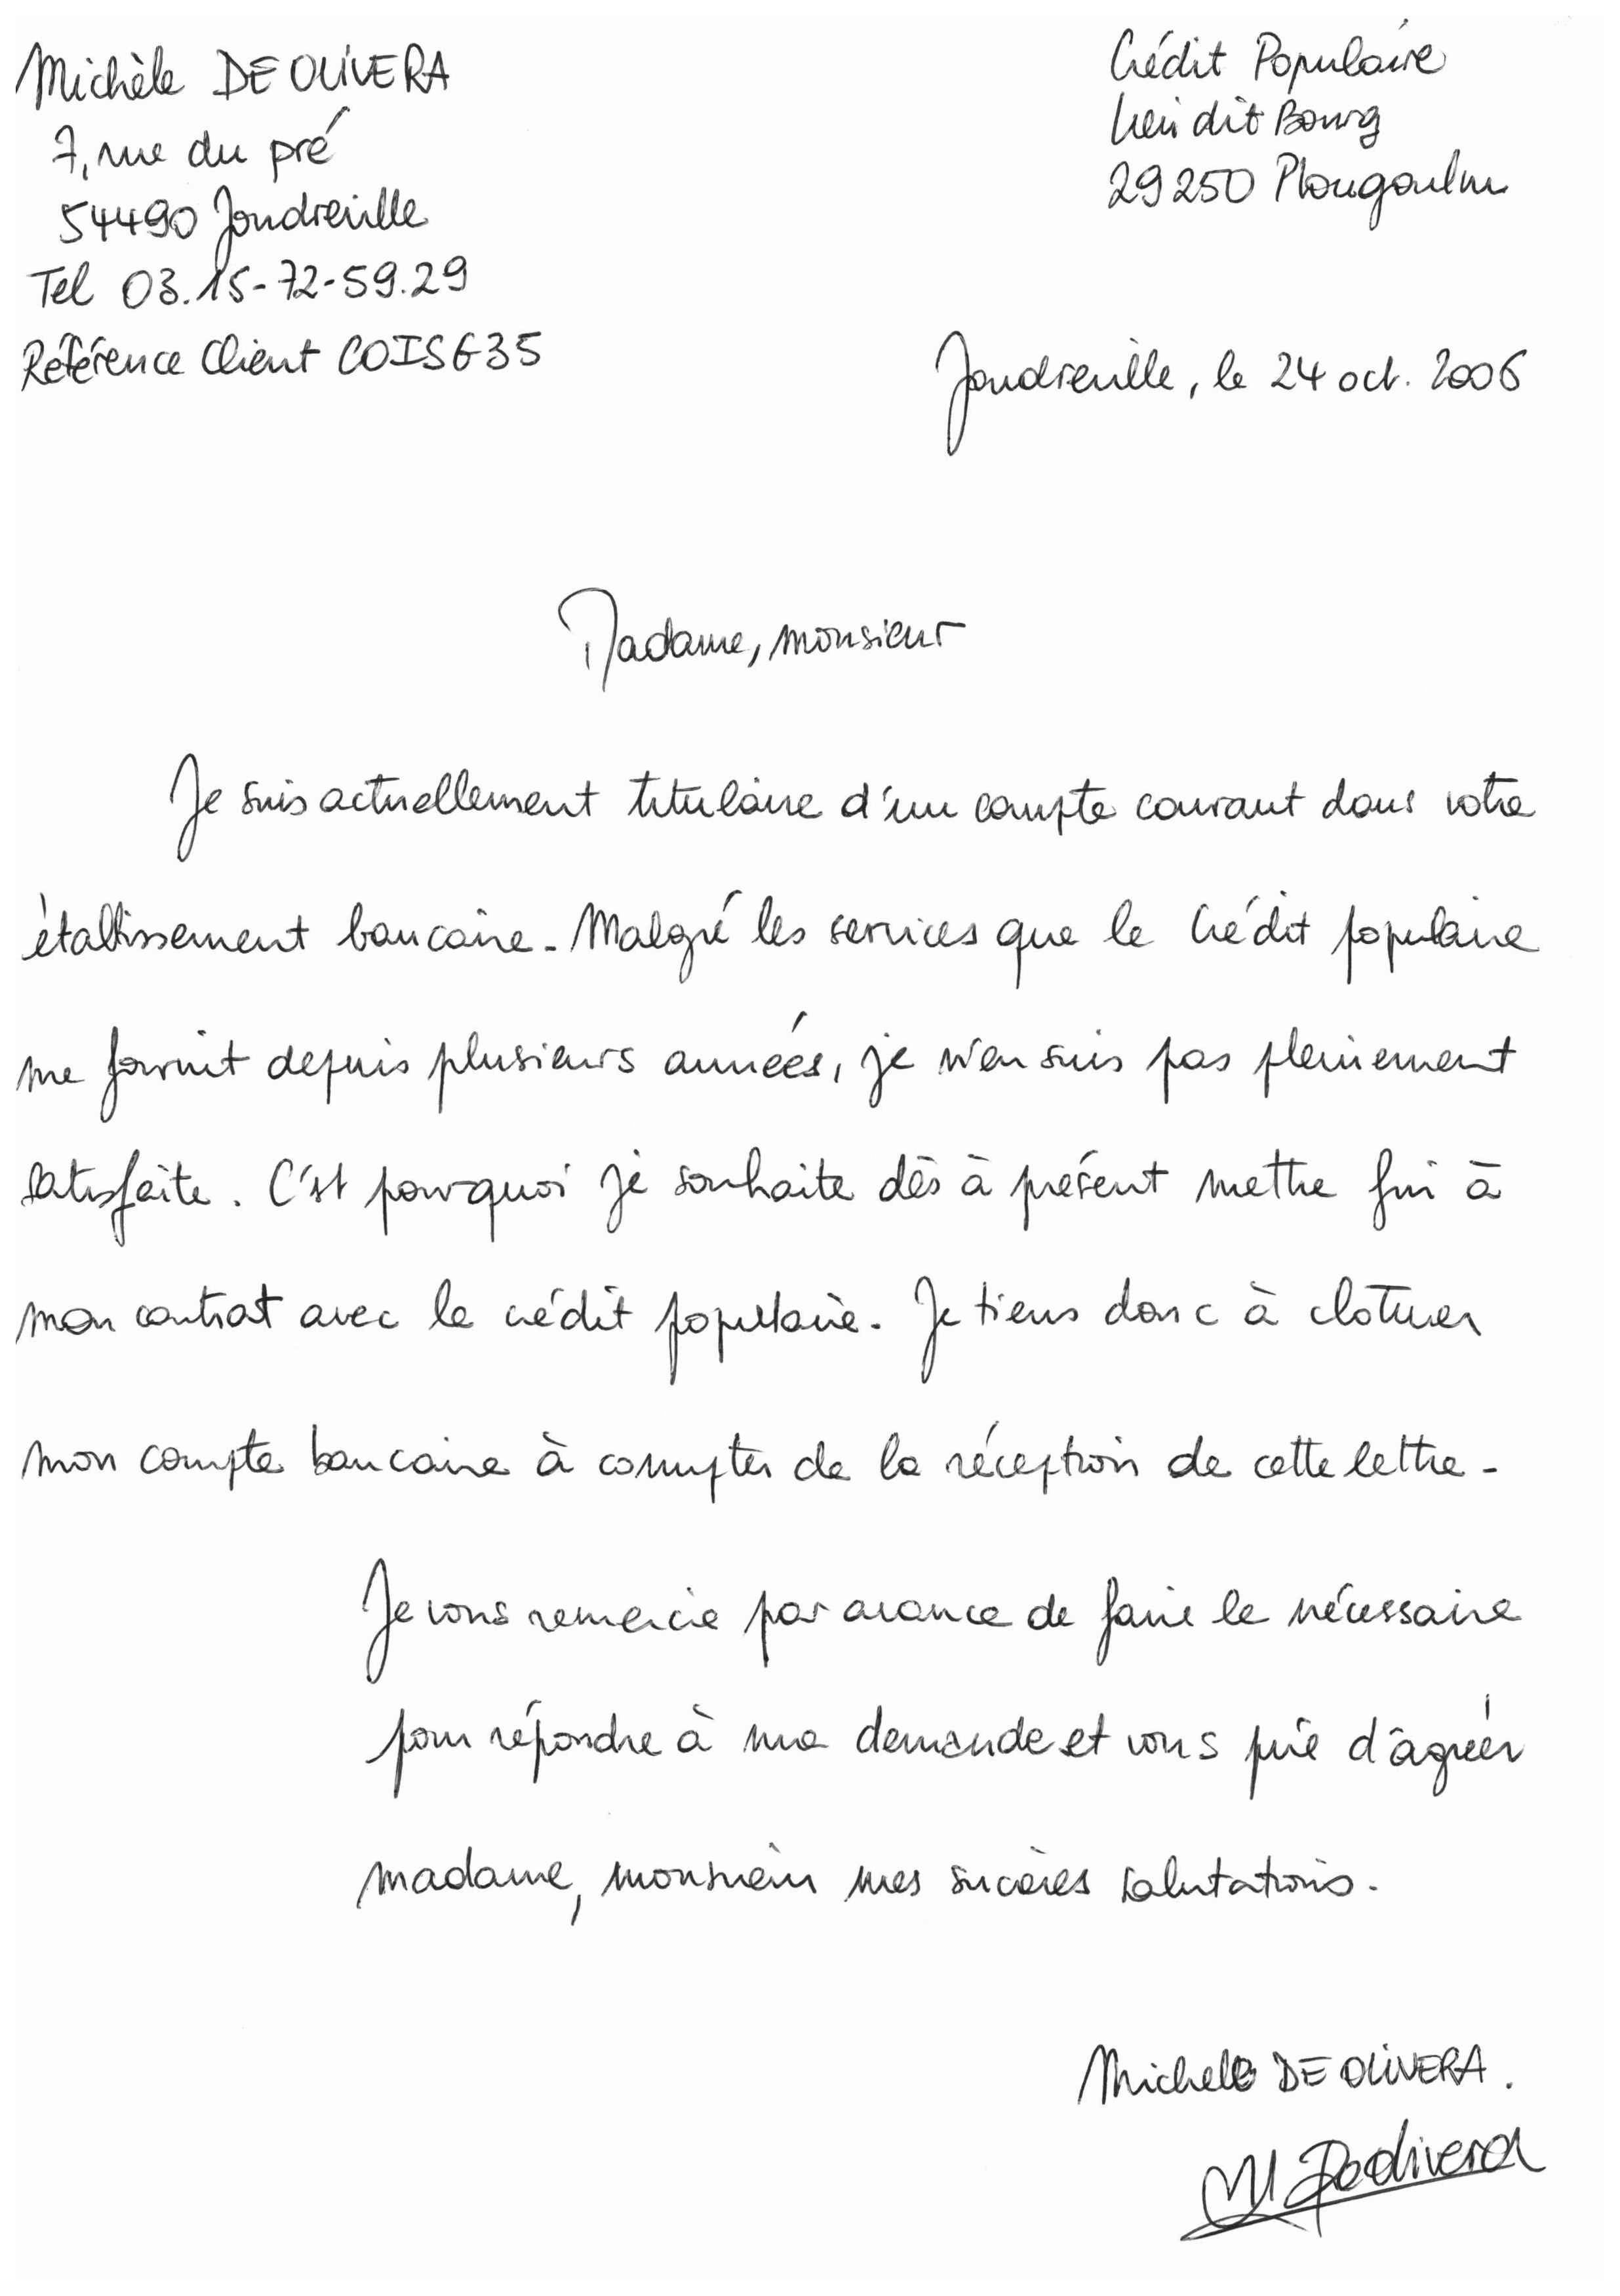 Michèle DE OLIVERA
7, rue du pré
54490 Joudreville
Tel 03.15-72-59.29
Référence Client COISG35
Crédit Populaire
Lieu dit Bourg
29250 Plougoulm
Joudreville, le 24 oct. 2006
Madame, monsieur
Je suis actuellement titulaire d'un compte courant dans votre
établissement bancaire. Malgré les services que le Crédit populaire
me fournit depuis plusieurs années, je n'en suis pas pleinement
satisfaite. C'est pourquoi je souhaite dès à présent mettre fin à
mon contrat avec le crédit populaire. Je tiens donc à cloturer
mon compte bancaire à compter de la réception de cette lettre.
Je vous remercie par avance de faire le nécessaire
pour répondre à ma demande et vous prie d'agréer
madame, monsieur mes sincères salutations.
Michele DE OLIVERA.
M Deolivera